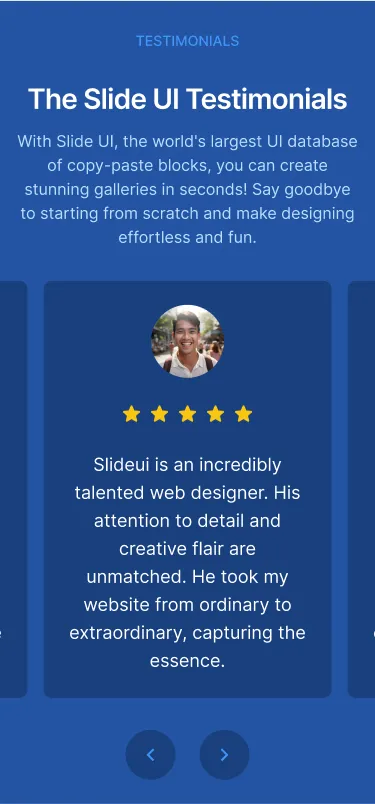 TESTIMONIALS
The Slide UI Testimonials
With Slide UI, the world's largest UI database
of copy-paste blocks, you can create
stunning galleries in seconds! Say goodbye
to starting from scratch and make designing
effortless and fun.
Slideui is an incredibly
talented web designer. His
attention to detail and
creative flair are
unmatched. He took my
website from ordinary to
extraordinary, capturing the
essence.